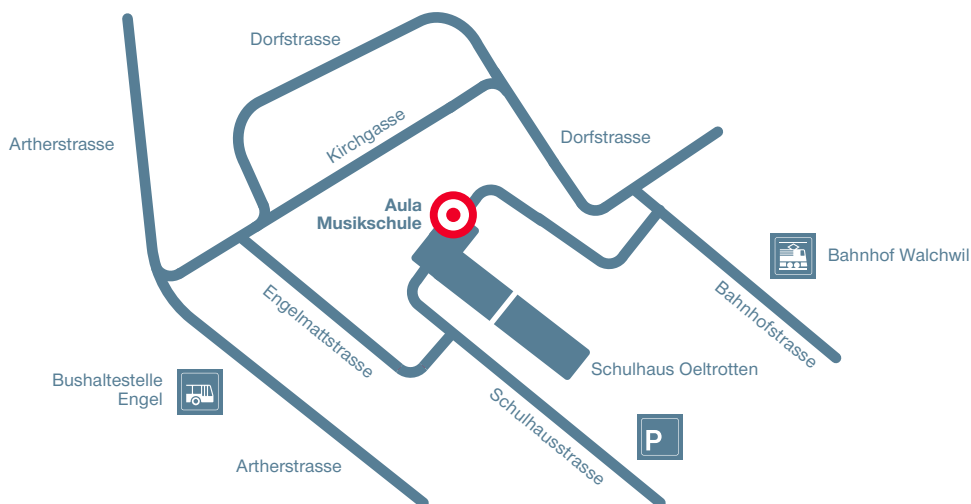 Dorfstrasse
Artherstrasse
Kirchgasse
Dorfstrasse
Aula
Musikschule
Bahnhof Walchwil
Engelmattstrasse
Bahnhofstrasse
Schulhaus Oeltrotten
Bushaltestelle
Engel
Schulhausstrasse
P
Artherstrasse